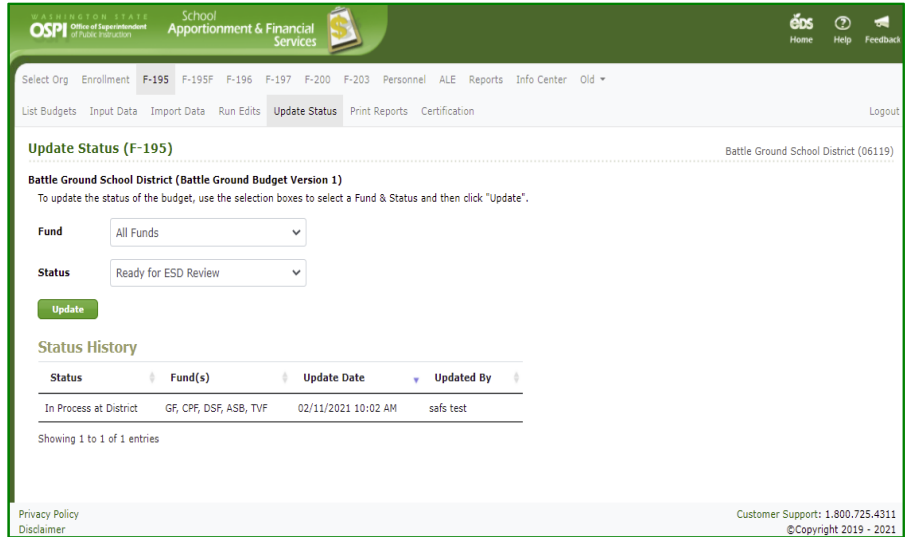 WASHINGTON STATE
OSPI Office of Superintendent of Public Instruction
School
Apportionment & Financial
Services
eds
Home Help Feedback
Select Org Enrollment F-195 F-195F F-196 F-197 F-200 F-203 Personnel ALE Reports Info Center Old
List Budgets Input Data Import Data Run Edits Update Status Print Reports Certification Logout
Update Status (F-195) Battle Ground School District (06119)
Battle Ground School District (Battle Ground Budget Version 1)
To update the status of the budget, use the selection boxes to select a Fund & Status and then click "Update".
Fund All Funds
Status Ready for ESD Review
Update
Status History
Status Fund(s) Update Date Updated By
In Process at District GF, CPF, DSF, ASB, TVF 02/11/2021 10:02 AM safs test
Showing 1 to 1 of 1 entries
Privacy Policy Customer Support: 1.800.725.4311
Disclaimer ©Copyright 2019 - 2021